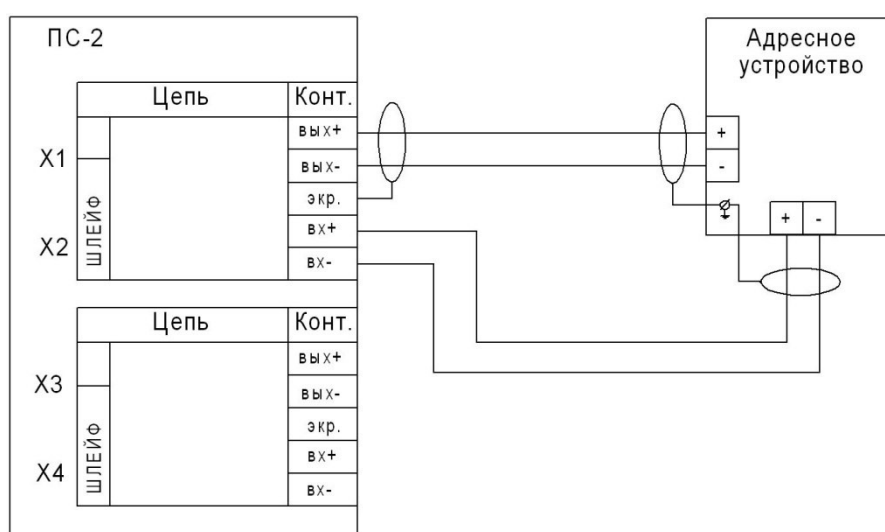 ПС-2
Адресное
устройство
Цепь Конт.
X1
X2
ШЛЕЙФ
вых+
вых-
экр.
вх+
вх-
+
-
+ -
Цепь Конт.
X3
X4
ШЛЕЙФ
вых+
вых-
экр.
вх+
вх-